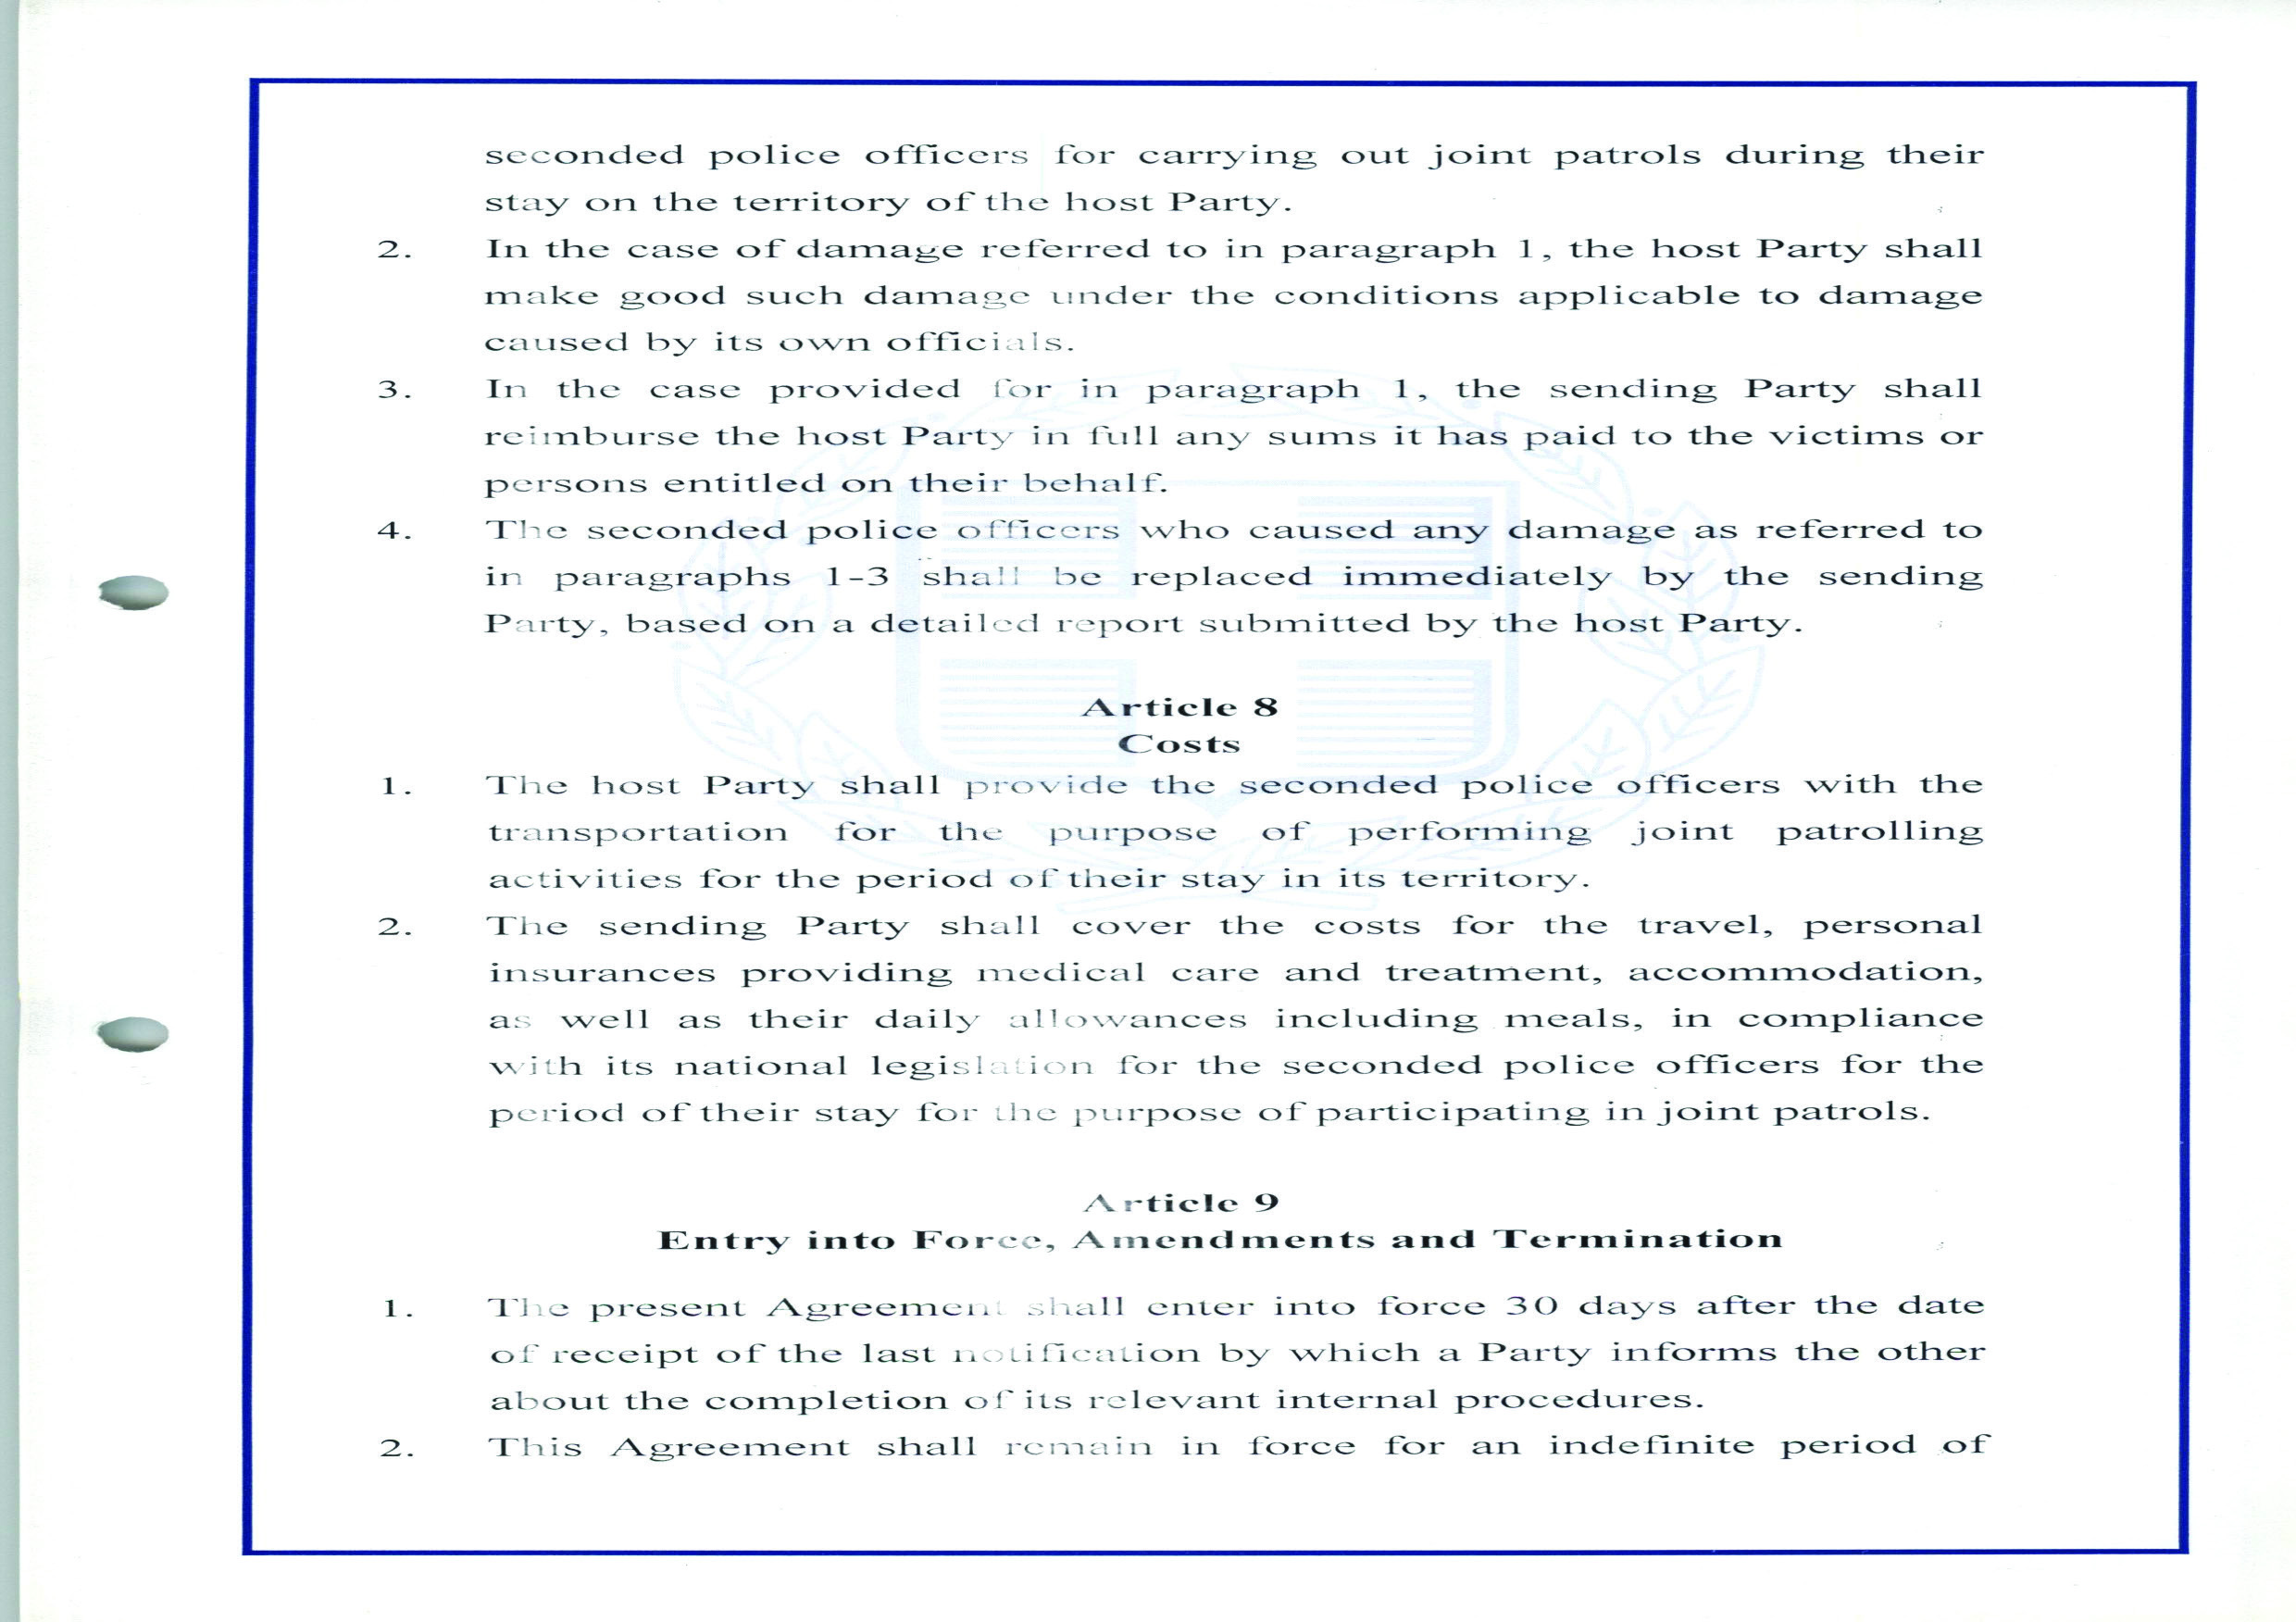 seconded police officers for carrying out joint patrols during their
stay on the territory of the host Party.
2. In the case of damage referred to in paragraph 1, the host Party shall
make good such damage under the conditions applicable to damage
caused by its own officials.
3. In the case provided for in paragraph 1, the sending Party shall
reimburse the host Party in full any sums it has paid to the victims or
persons entitled on their behalf.
4. The seconded police officers who caused any damage as referred to
in paragraphs 1-3 shall be replaced immediately by the sending
Party, based on a detailed report submitted by the host Party.
Article 8
Costs
1. The host Party shall provide the seconded police officers with the
transportation for the purpose of performing joint patrolling
activities for the period of their stay in its territory.
2. The sending Party shall cover the costs for the travel, personal
insurances providing medical care and treatment, accommodation,
as well as their daily allowances including meals, in compliance
with its national legislation for the seconded police officers for the
period of their stay for the purpose of participating in joint patrols.
Article 9
Entry into Force, Amendments and Termination
1. The present Agreement shall enter into force 30 days after the date
of receipt of the last notification by which a Party informs the other
about the completion of its relevant internal procedures.
2. This Agreement shall remain in force for an indefinite period of